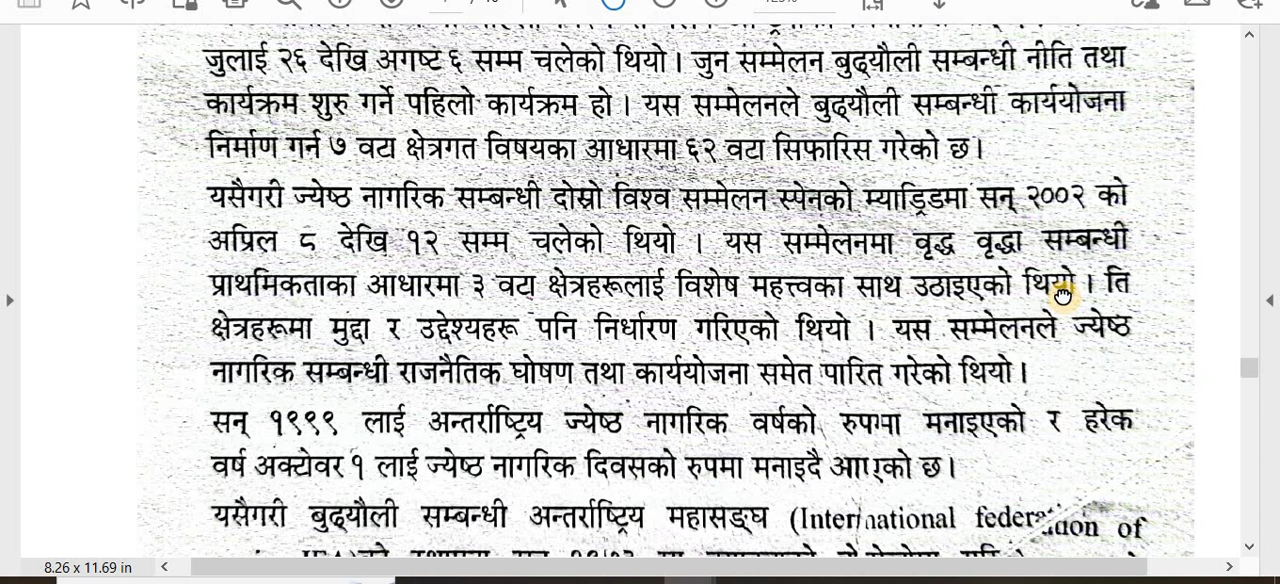 जुलाई २६ देखि अगष्ट ६ सम्म चलेको थियो । जुन सम्मेलन बुढ्यौली सम्बन्धी नीति तथा
कार्यक्रम शुरु गर्ने पहिलो कार्यक्रम हो । यस सम्मेलनले बुढ्यौली सम्बन्धी कार्ययोजना
निर्माण गर्न ७ वटा क्षेत्रगत विषयका आधारमा ६२ वटा सिफारिस गरेको छ ।
यसैगरी ज्येष्ठ नागरिक सम्बन्धी दोस्रो विश्व सम्मेलन स्पेनको म्याड्रिडमा सन् २००२ को
अप्रिल ८ देखि १२ सम्म चलेको थियो । यस सम्मेलनमा वृद्ध वृद्धा सम्बन्धी
प्राथमिकताका आधारमा ३ वटा क्षेत्रहरूलाई विशेष महत्त्वका साथ उठाइएको थियो । ति
क्षेत्रहरूमा मुद्दा र उद्देश्यहरू पनि निर्धारण गरिएको थियो । यस सम्मेलनले ज्येष्ठ
नागरिक सम्बन्धी राजनैतिक घोषण तथा कार्ययोजना समेत पारित गरेको थियो ।
सन् १९९९ लाई अन्तर्राष्ट्रिय ज्येष्ठ नागरिक वर्षको रुपमा मनाइएको र हरेक
वर्ष अक्टोवर १ लाई ज्येष्ठ नागरिक दिवसको रुपमा मनाइदै आएको छ ।
यसैगरी बुढ्यौली सम्बन्धी अन्तर्राष्ट्रिय महासङ्घ (International federation of
8.26 x 11.69 in